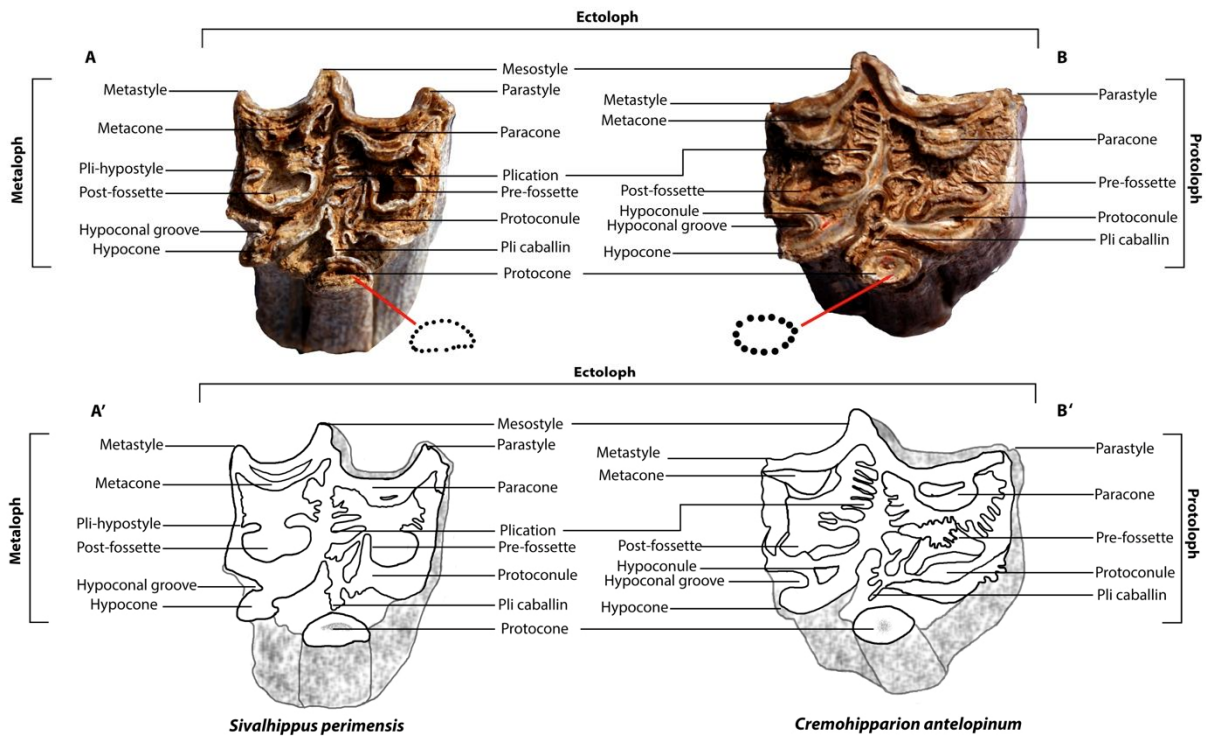 Ectoloph
A
B
Mesostyle
Metastyle
Parastyle
Metacone
Paracone
Pli-hypostyle
Plication
Post-fossette
Pre-fossette
Hypoconal groove
Protoconule
Hypocone
Pli caballin
Protocone
Metaloph
Metastyle
Parastyle
Metacone
Paracone
Post-fossette
Pre-fossette
Hypoconule
Hypoconal groove
Protoconule
Hypocone
Pli caballin
Protoloph
Ectoloph
A’
B‘
Mesostyle
Metastyle
Parastyle
Metacone
Paracone
Pli-hypostyle
Plication
Post-fossette
Pre-fossette
Hypoconal groove
Protoconule
Hypocone
Pli caballin
Protocone
Metaloph
Metastyle
Parastyle
Metacone
Paracone
Post-fossette
Pre-fossette
Hypoconule
Hypoconal groove
Protoconule
Hypocone
Pli caballin
Protoloph
Sivalhippus perimensis
Cremohipparion antelopinum